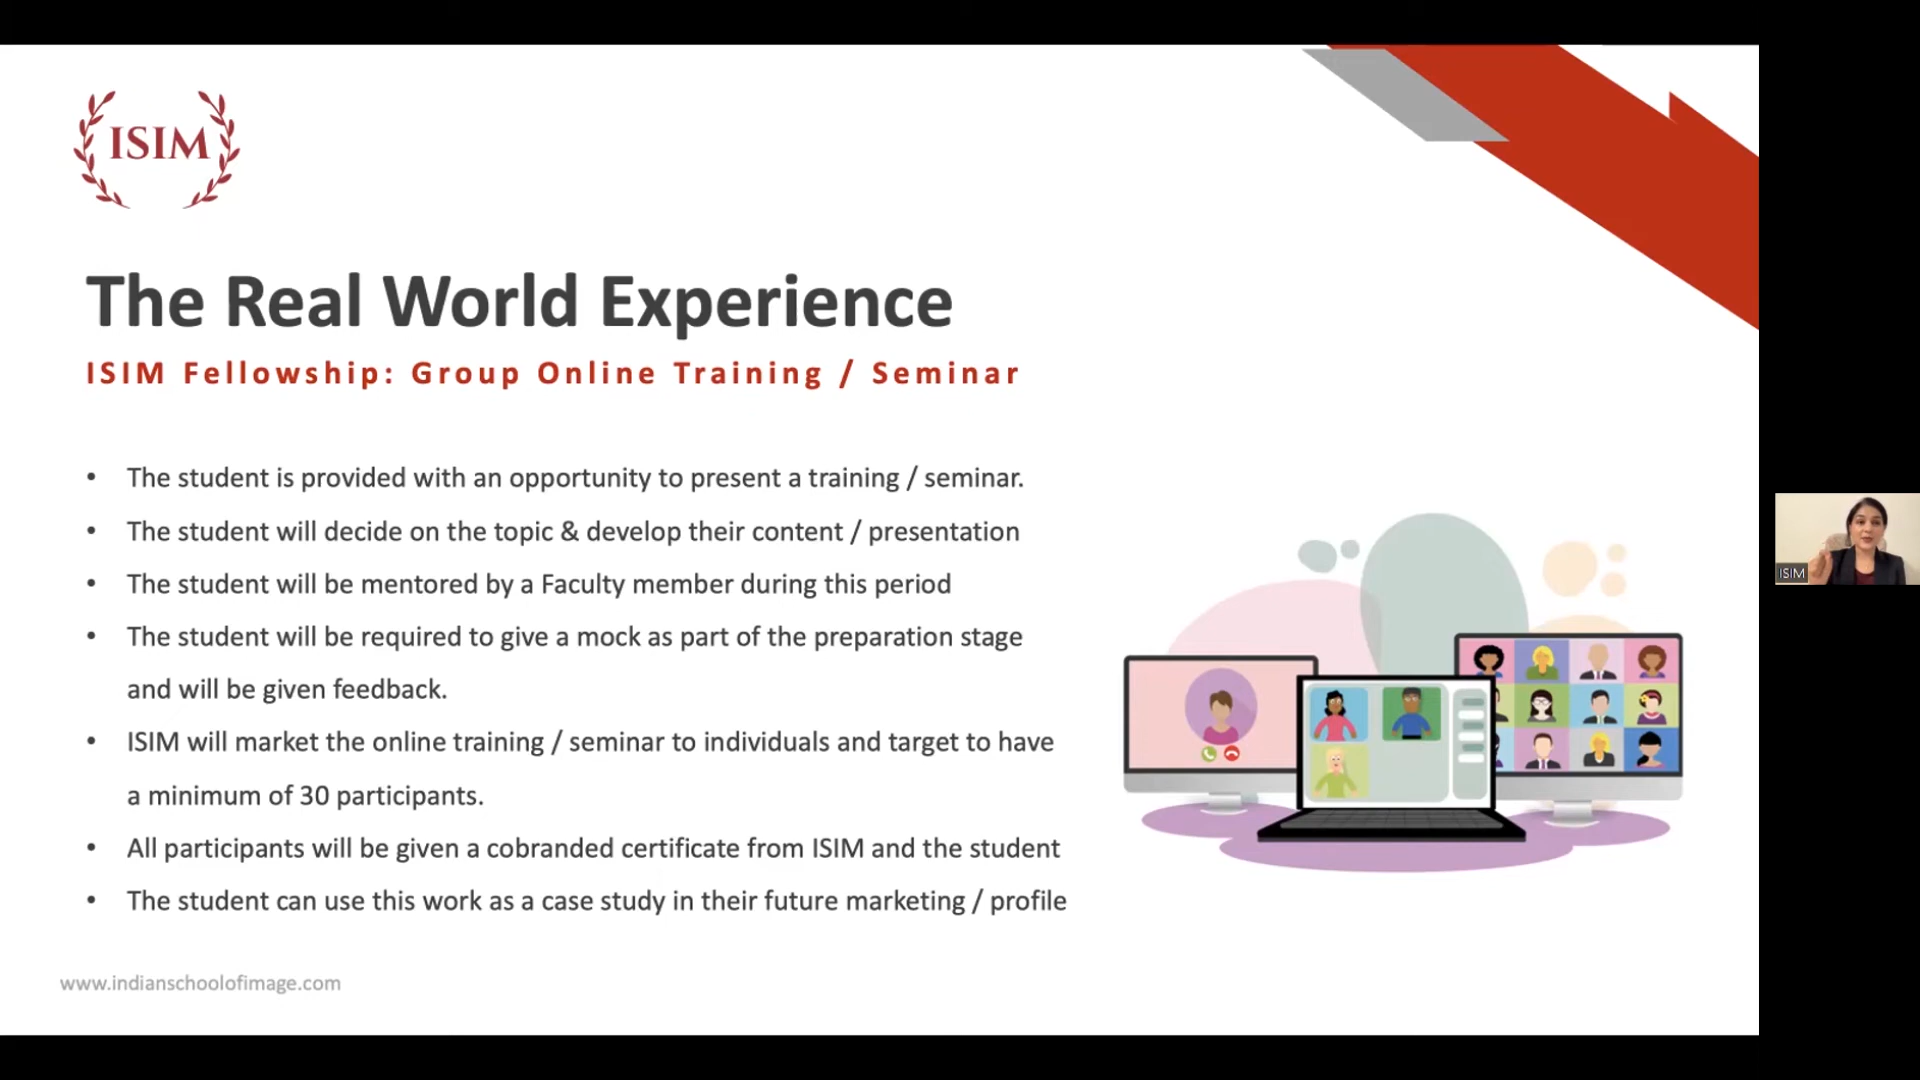 ISIM
The Real World Experience
ISIM Fellowship: Group Online Training / Seminar
• The student is provided with an opportunity to present a training / seminar.
• The student will decide on the topic & develop their content / presentation
• The student will be mentored by a Faculty member during this period
• The student will be required to give a mock as part of the preparation stage
and will be given feedback.
• ISIM will market the online training / seminar to individuals and target to have
a minimum of 30 participants.
• All participants will be given a cobranded certificate from ISIM and the student
• The student can use this work as a case study in their future marketing / profile
www.indianschoolofimage.com
ISIM